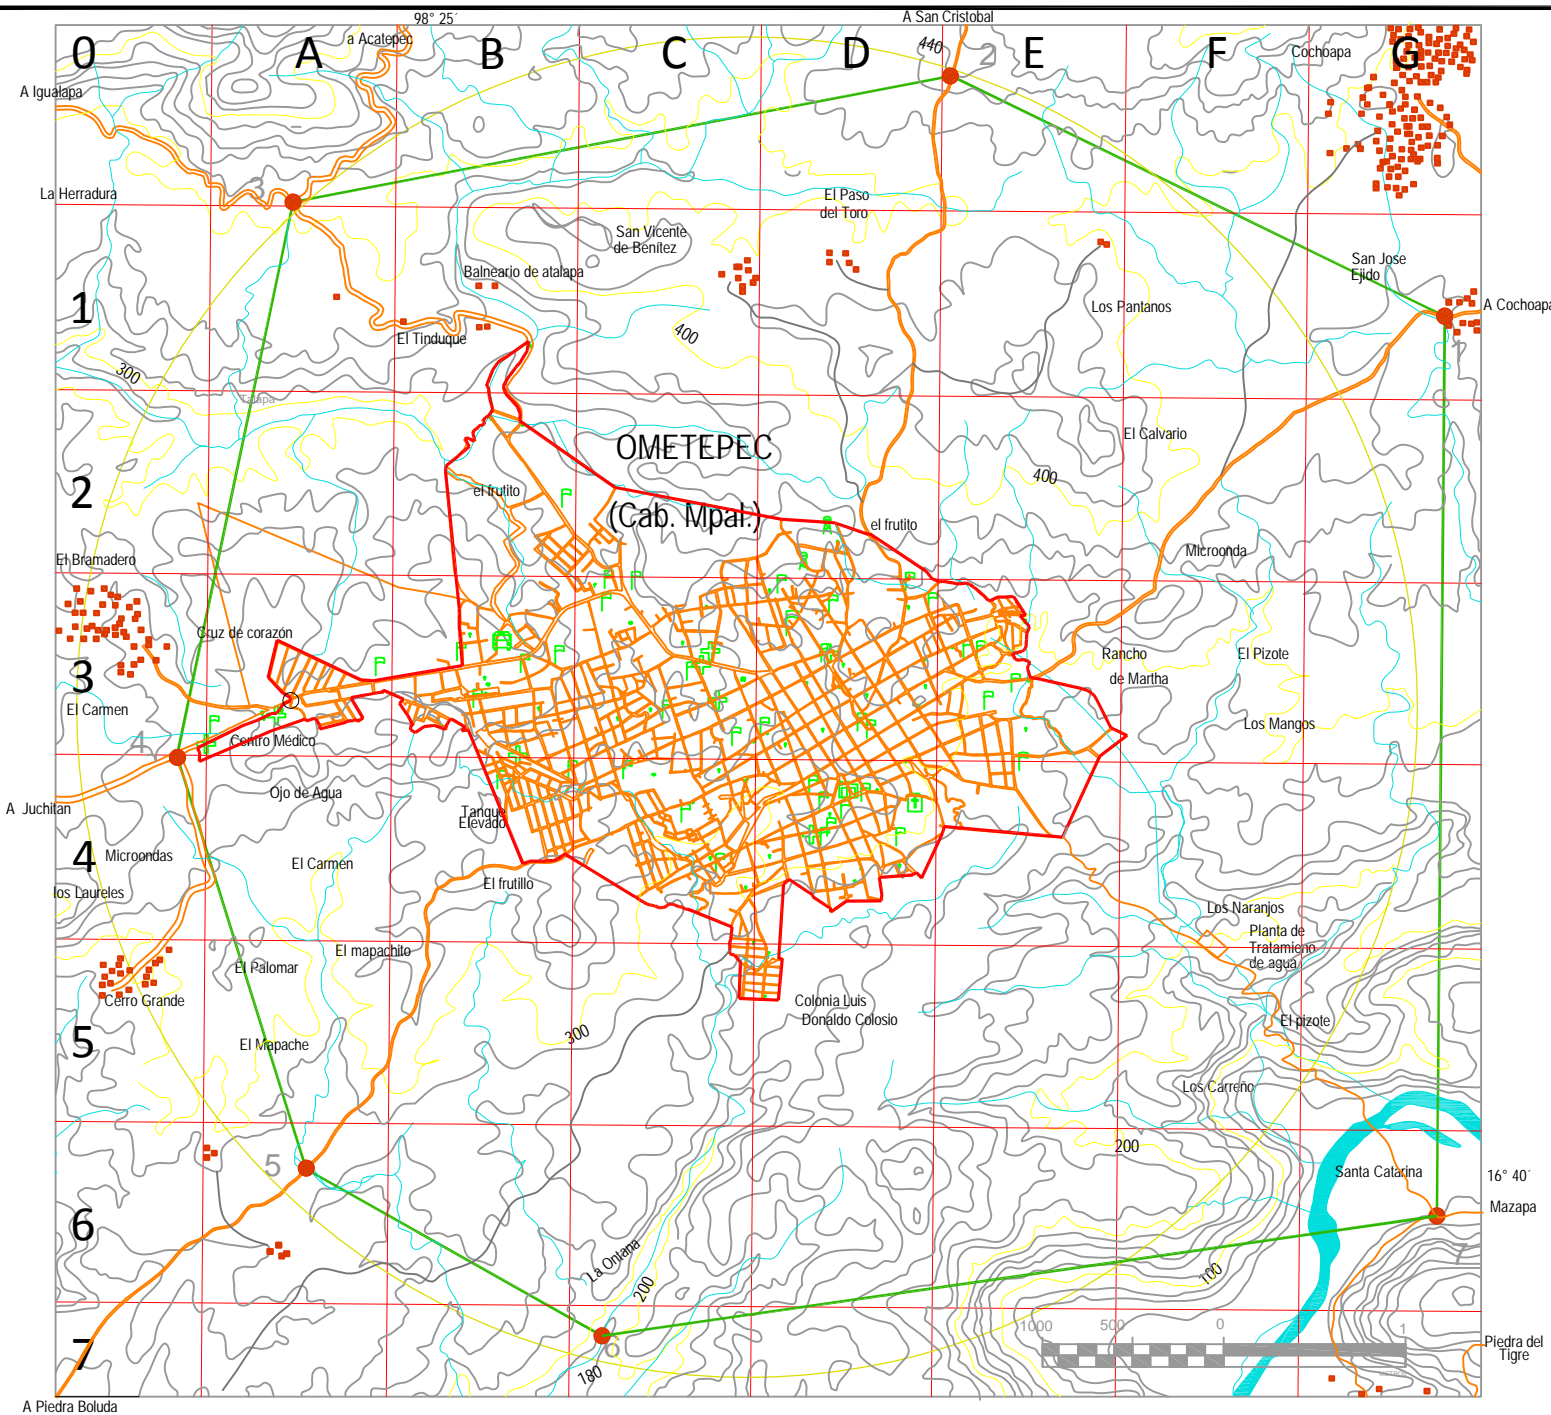 98° 25´
A San Cristobal
0
A
B
C
D
E
F
G
a Acatepec
440
2
Cochoapa
A Igualapa
La Herradura
3
El Paso
del Toro
San Vicente
de Benítez
Balneario de atalapa
San Jose
Ejido
A Cochoapa
1
Los Pantanos
1
400
El Tinduque
300
Talapa
OMETEPEC
El Calvario
2
el frutito
400
(Cab. Mpal.)
el frutito
Microonda
El Bramadero
Cruz de corazón
Rancho
de Martha
El Pizote
3
El Carmen
Los Mangos
4
Centro Médico
Ojo de Agua
A Juchitan
Tanque
Elevado
4
Microondas
El Carmen
los Laureles
El frutillo
Los Naranjos
Planta de
Tratamieno
de agua
El mapachito
El Palomar
Cerro Grande
Colonia Luis
Donaldo Colosio
El pizote
5
300
El Mapache
Los Carreño
200
5
Santa Catarina
16° 40´
6
Mazapa
7
La Ontana
200
100
1000
500
0
1
6
7
180
Piedra del
Tigre
A Piedra Boluda